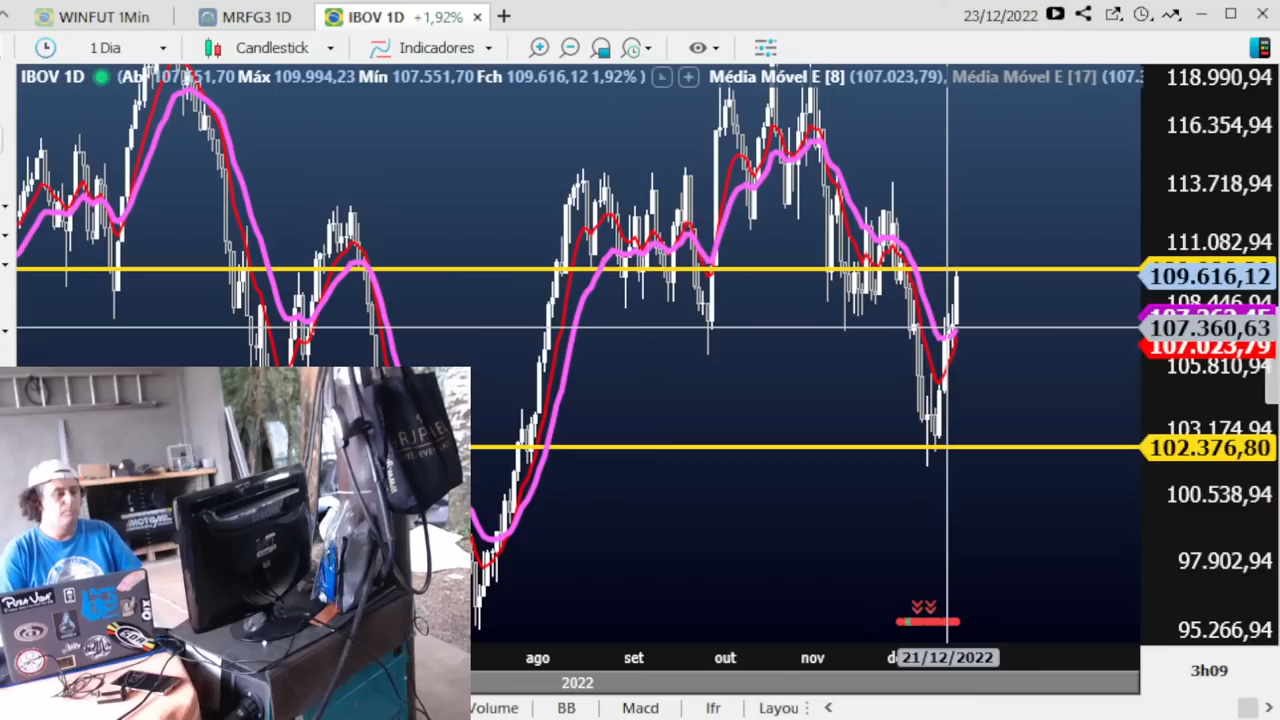 WINFUT 1Min
MRFG3 1D
IBOV 1D +1,92%
23/12/2022
1 Dia
Candlestick
Indicadores
IBOV 1D
Máx 109.994,23 Mín 107.551,70 Fch 109.616,12 1,92% )
Média Móvel E [8] (107.023,79),
Média Móvel E [17] (107.
118.990,94
116.354,94
113.718,94
111.082,94
109.616,12
107.360,63
107.023,79
105.810,94
103.174,94
102.376,80
100.538,94
97.902,94
95.266,94
ago
set
out
nov
21/12/2022
2022
3h09
Volume
BB
Macd
Ifr
Layou
PURA VIDA